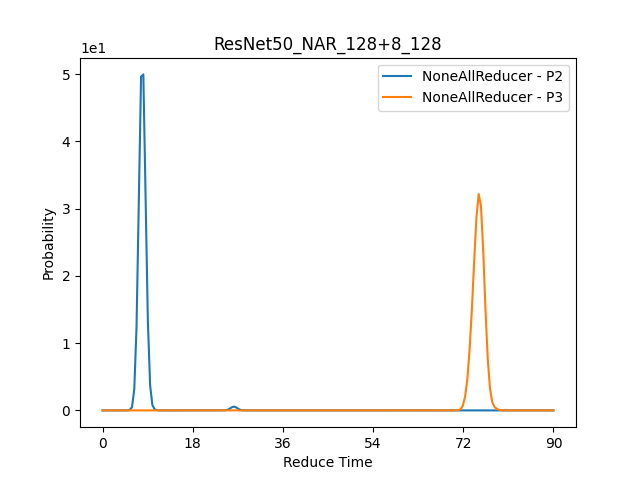 ResNet50_NAR_128+8_128
1e1
NoneAllReducer - P2
NoneAllReducer - P3
5
4
3
2
1
0
Probability
0 18 36 54 72 90
Reduce Time